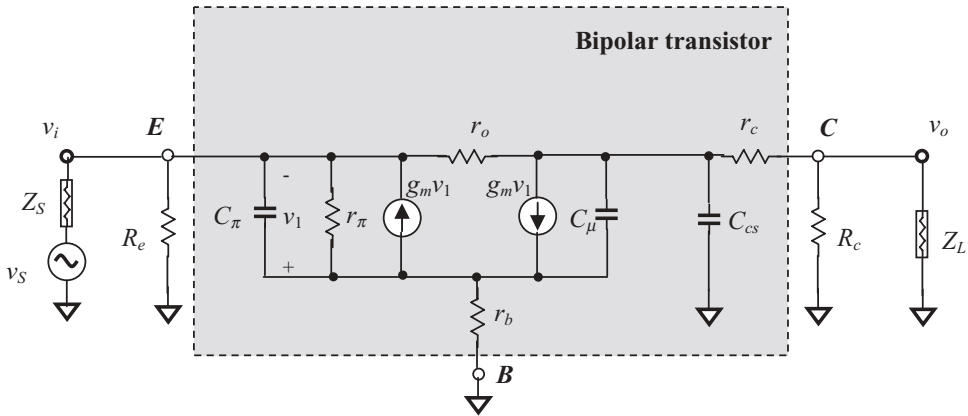 Bipolar transistor
v_i
E
r_o
r_c
C
v_o
g_m v_1
g_m v_1
Z_S
R_e
C_π
-
v_1
+
r_π
C_μ
C_cs
R_c
Z_L
v_S
r_b
B